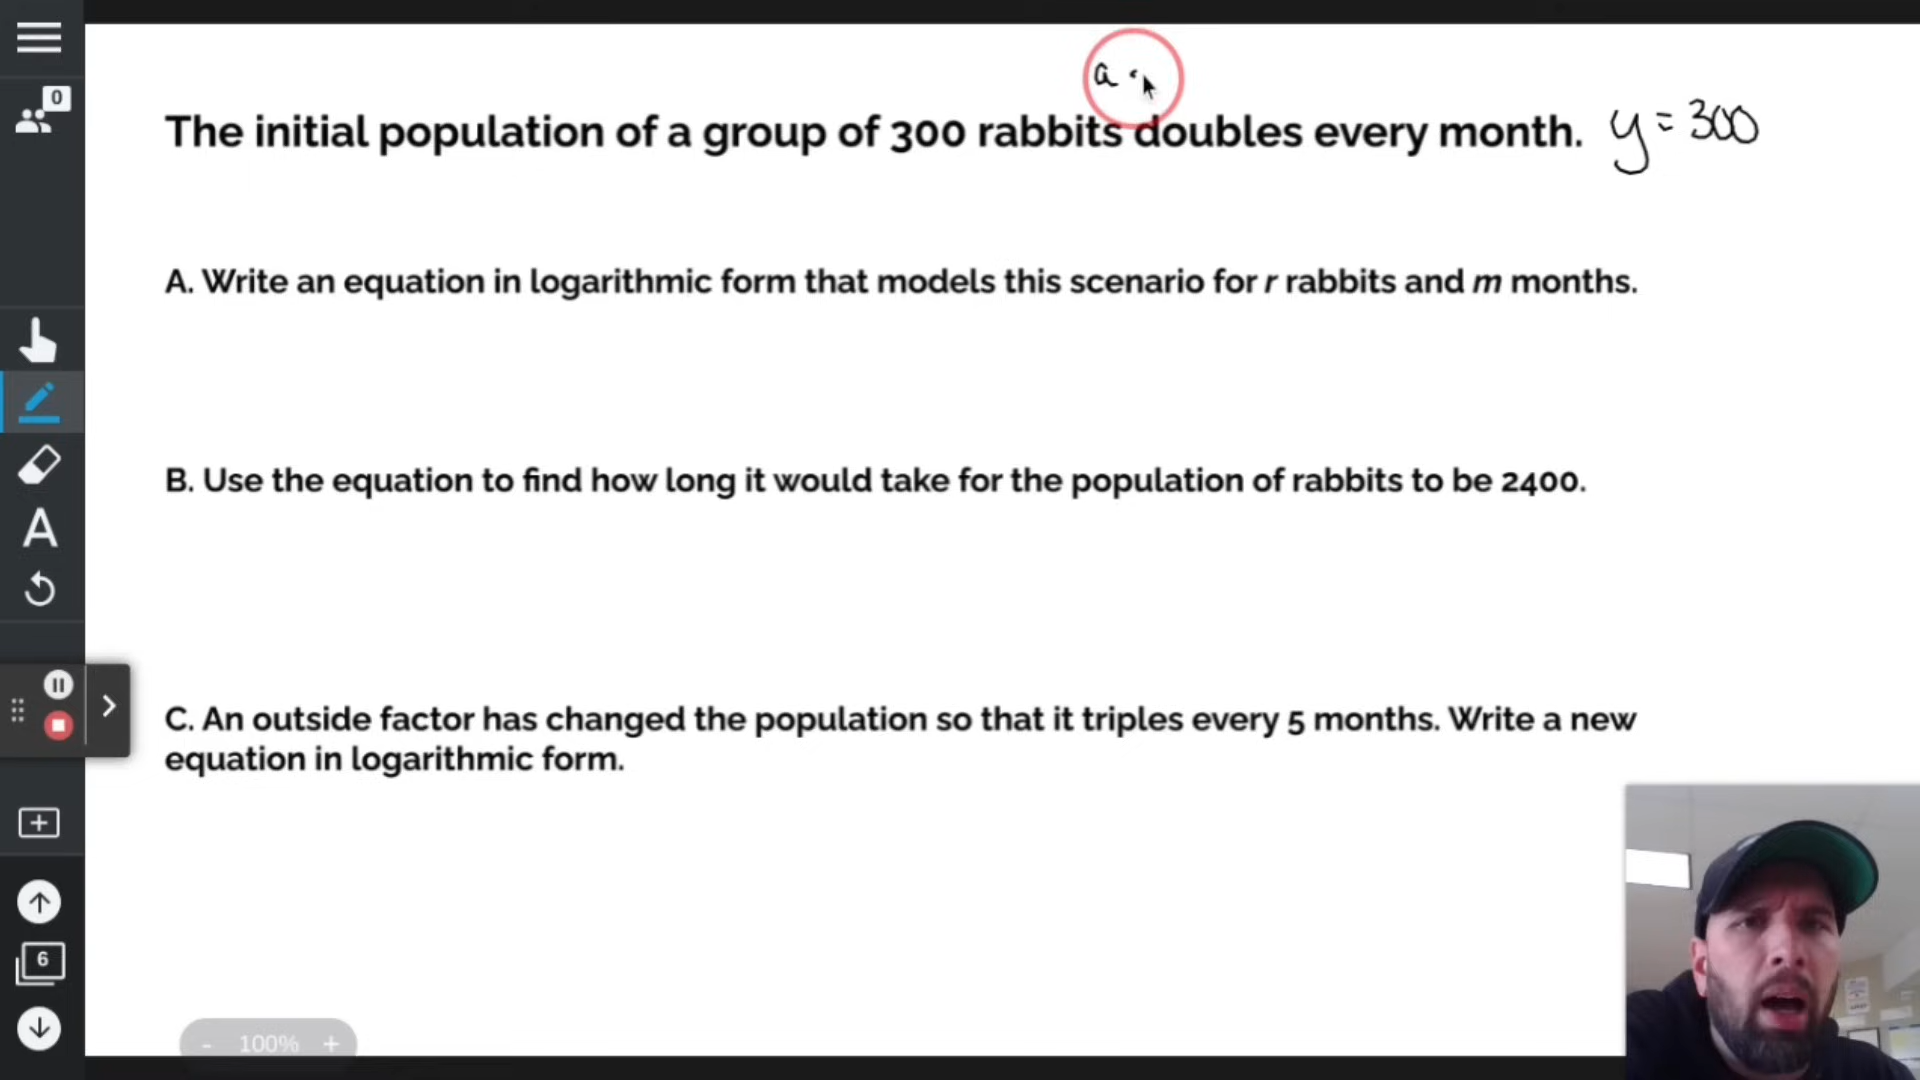 0
a ·
The initial population of a group of 300 rabbits doubles every month. y = 300
A. Write an equation in logarithmic form that models this scenario for r rabbits and m months.
B. Use the equation to find how long it would take for the population of rabbits to be 2400.
A
C. An outside factor has changed the population so that it triples every 5 months. Write a new
equation in logarithmic form.
6
- 100% +